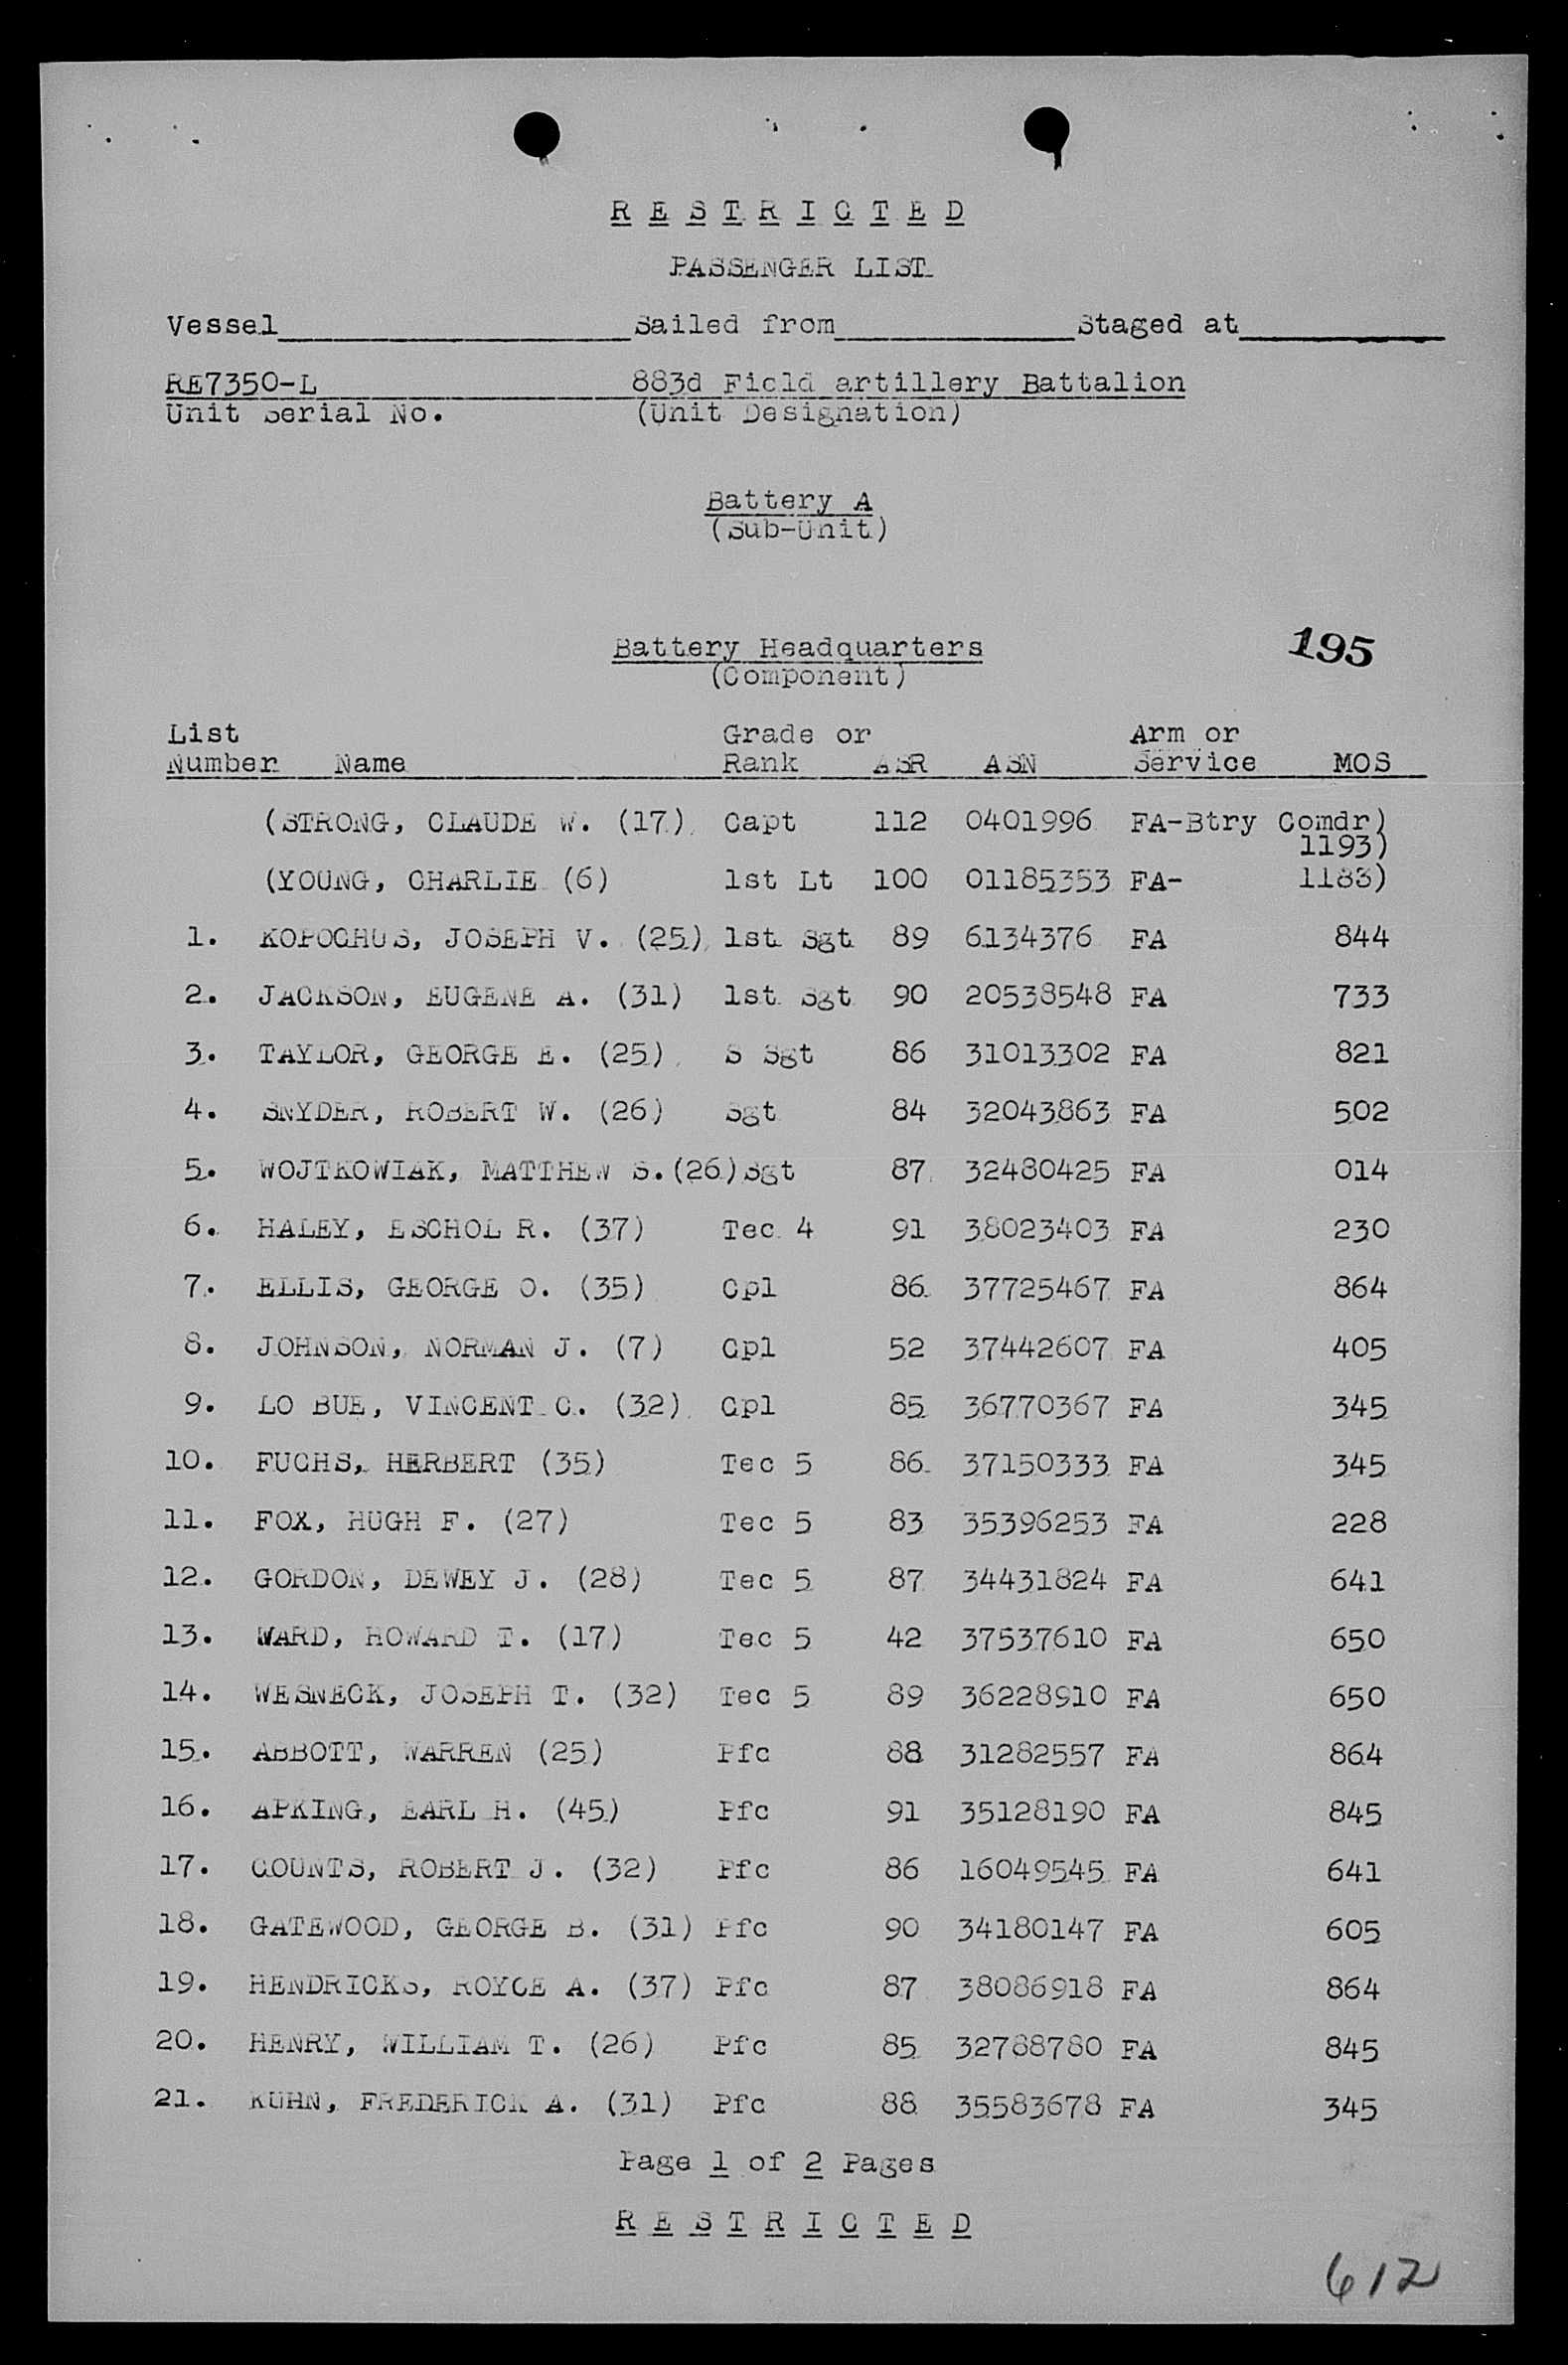 R E S T R I C T E D
PASSENGER LIST
Vessel____________Sailed from____________Staged at____________
RE7350-L 883d Field Artillery Battalion
Unit Serial No. (Unit Designation)
Battery A
(Sub-Unit)
Battery Headquarters 195
(Component)
List Grade or Arm or
Number Name Rank ASR ASN Service MOS
(STRONG, CLAUDE W. (17) Capt 112 0401996 FA-Btry Comdr)
1193)
(YOUNG, CHARLIE (6) 1st Lt 100 01185353 FA- 1183)
1. KOPOCHUS, JOSEPH V. (25) 1st Sgt 89 6134376 FA 844
2. JACKSON, EUGENE A. (31) 1st Sgt 90 20538548 FA 733
3. TAYLOR, GEORGE E. (25) S Sgt 86 31013302 FA 821
4. SNYDER, ROBERT W. (26) Sgt 84 32043863 FA 502
5. WOJTKOWIAK, MATTHEW S.(26)Sgt 87 32480425 FA 014
6. HALEY, ESCHOL R. (37) Tec 4 91 38023403 FA 230
7. ELLIS, GEORGE O. (35) Cpl 86 37725467 FA 864
8. JOHNSON, NORMAN J. (7) Cpl 52 37442607 FA 405
9. LO BUE, VINCENT C. (32) Cpl 85 36770367 FA 345
10. FUCHS, HERBERT (35) Tec 5 86 37150333 FA 345
11. FOX, HUGH F. (27) Tec 5 83 35396253 FA 228
12. GORDON, DEWEY J. (28) Tec 5 87 34431824 FA 641
13. WARD, HOWARD T. (17) Tec 5 42 37537610 FA 650
14. WESNECK, JOSEPH T. (32) Tec 5 89 36228910 FA 650
15. ABBOTT, WARREN (25) Pfc 88 31282557 FA 864
16. APKING, EARL H. (45) Pfc 91 35128190 FA 845
17. COUNTS, ROBERT J. (32) Pfc 86 16049545 FA 641
18. GATEWOOD, GEORGE B. (31) Pfc 90 34180147 FA 605
19. HENDRICKS, ROYCE A. (37) Pfc 87 38086918 FA 864
20. HENRY, WILLIAM T. (26) Pfc 85 32788780 FA 845
21. KUHN, FREDERICK A. (31) Pfc 88 35583678 FA 345
Page 1 of 2 Pages
R E S T R I C T E D
612